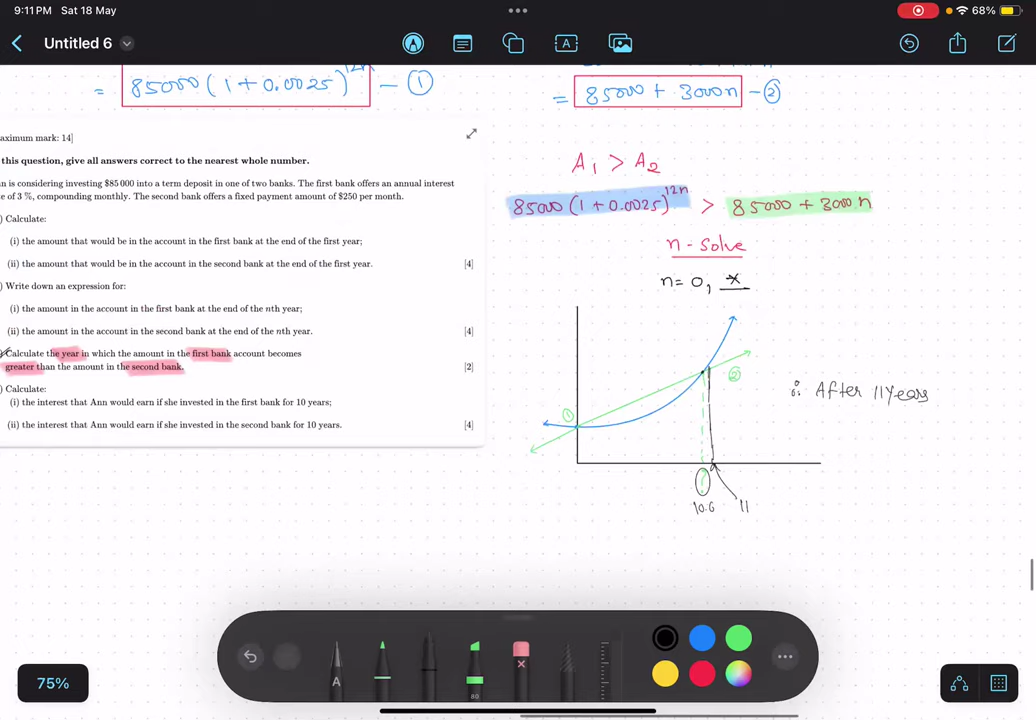 9:11PM Sat 18 May
68%
Untitled 6
= 85000(1+0.0025)^12n - ①
= 85000 + 3000n - ②
aximum mark: 14]
this question, give all answers correct to the nearest whole number.
n is considering investing $85 000 into a term deposit in one of two banks. The first bank offers an annual interest
e of 3 %, compounding monthly. The second bank offers a fixed payment amount of $250 per month.
) Calculate:
(i) the amount that would be in the account in the first bank at the end of the first year;
(ii) the amount that would be in the account in the second bank at the end of the first year. [4]
) Write down an expression for:
(i) the amount in the account in the first bank at the end of the nth year;
(ii) the amount in the account in the second bank at the end of the nth year. [4]
Calculate the year in which the amount in the first bank account becomes
greater than the amount in the second bank. [2]
) Calculate:
(i) the interest that Ann would earn if she invested in the first bank for 10 years;
(ii) the interest that Ann would earn if she invested in the second bank for 10 years. [4]
A₁ > A₂
85000(1+0.0025)^12n > 85000+3000n
n - solve
n=0, x
①
②
∴ After 11 years
?
10.6
11
A
80
75%